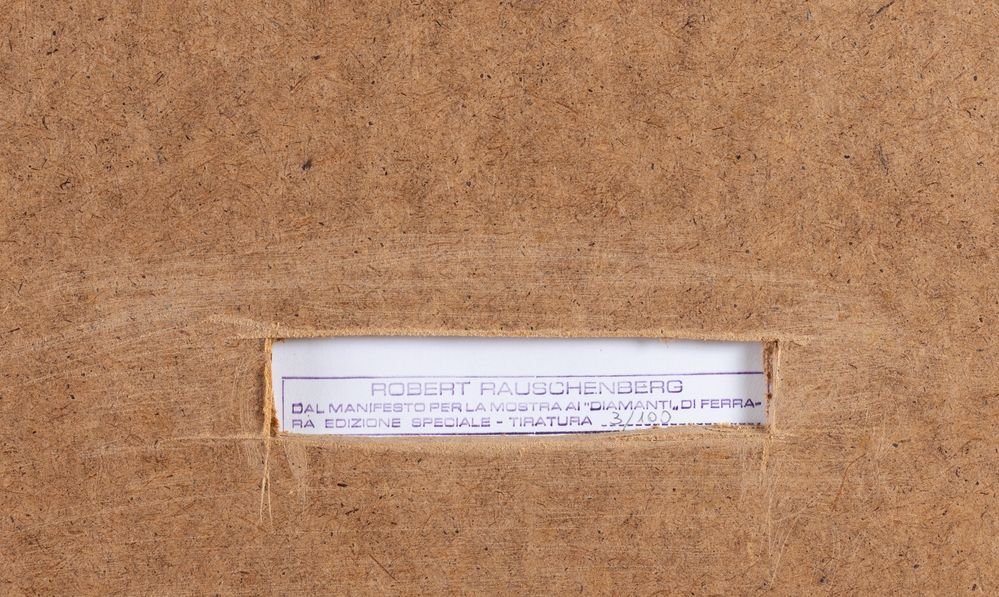 ROBERT RAUSCHENBERG
DAL MANIFESTO PER LA MOSTRA AI "DIAMANTI„ DI FERRA-
RA EDIZIONE SPECIALE - TIRATURA 3/100